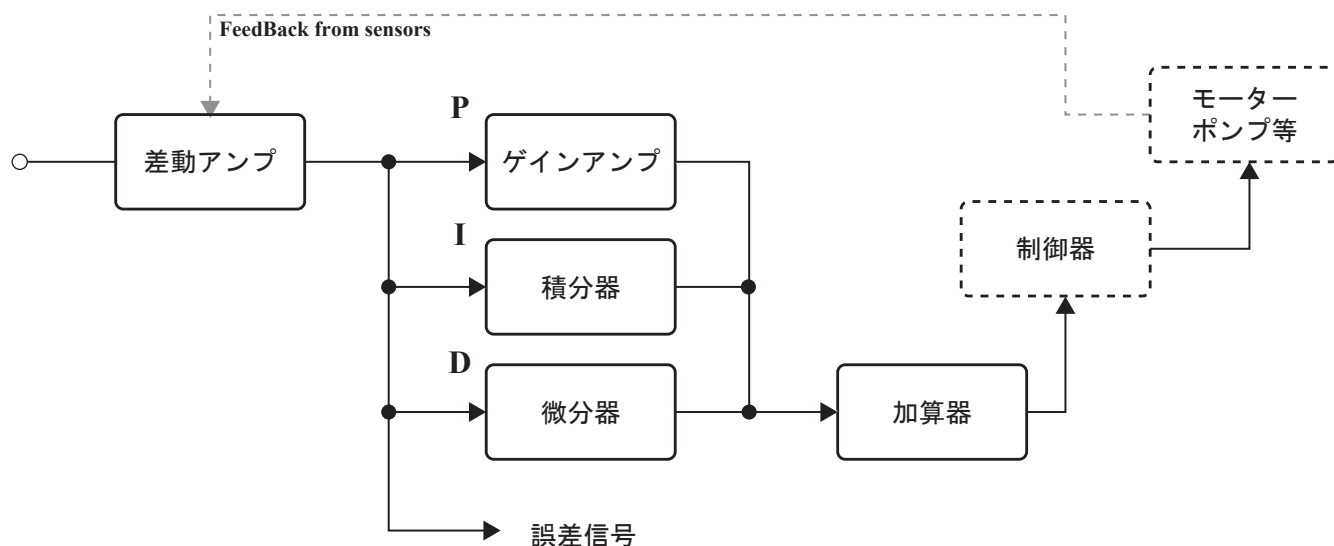 FeedBack from sensors
モーター
ポンプ等
P
差動アンプ
ゲインアンプ
制御器
I
積分器
D
微分器
加算器
誤差信号